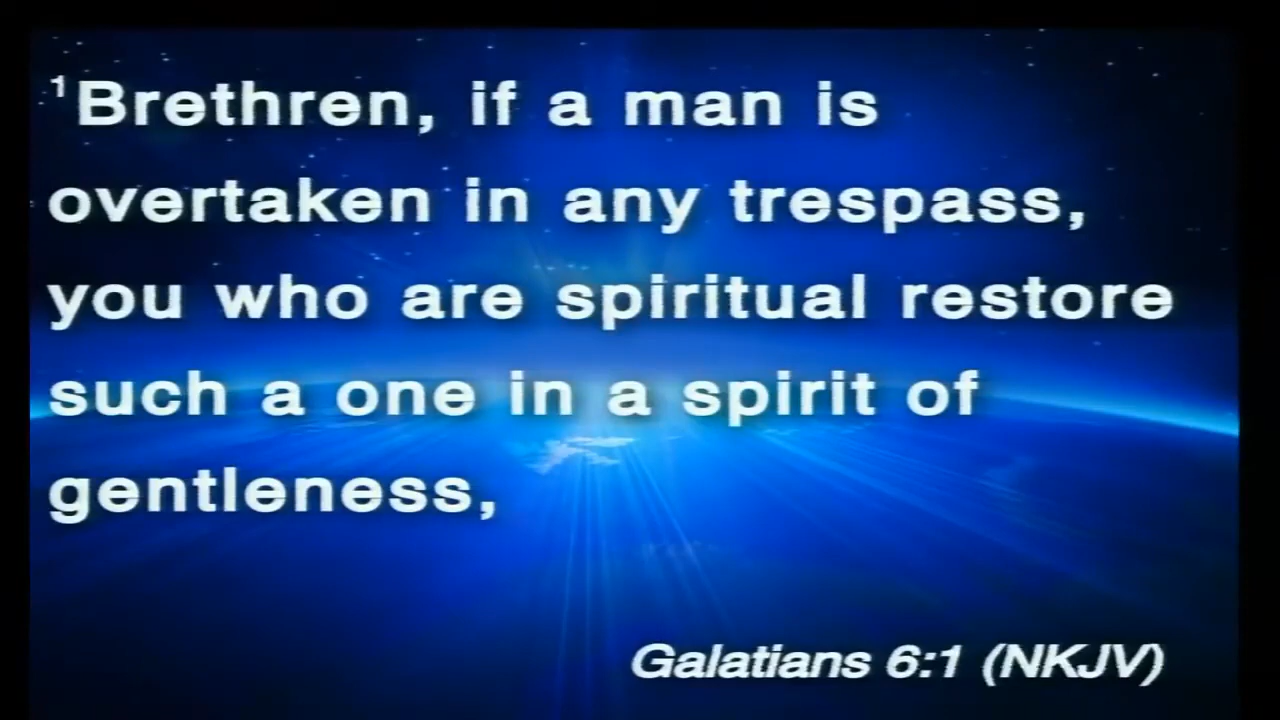 ¹Brethren, if a man is
overtaken in any trespass,
you who are spiritual restore
such a one in a spirit of
gentleness,
Galatians 6:1 (NKJV)